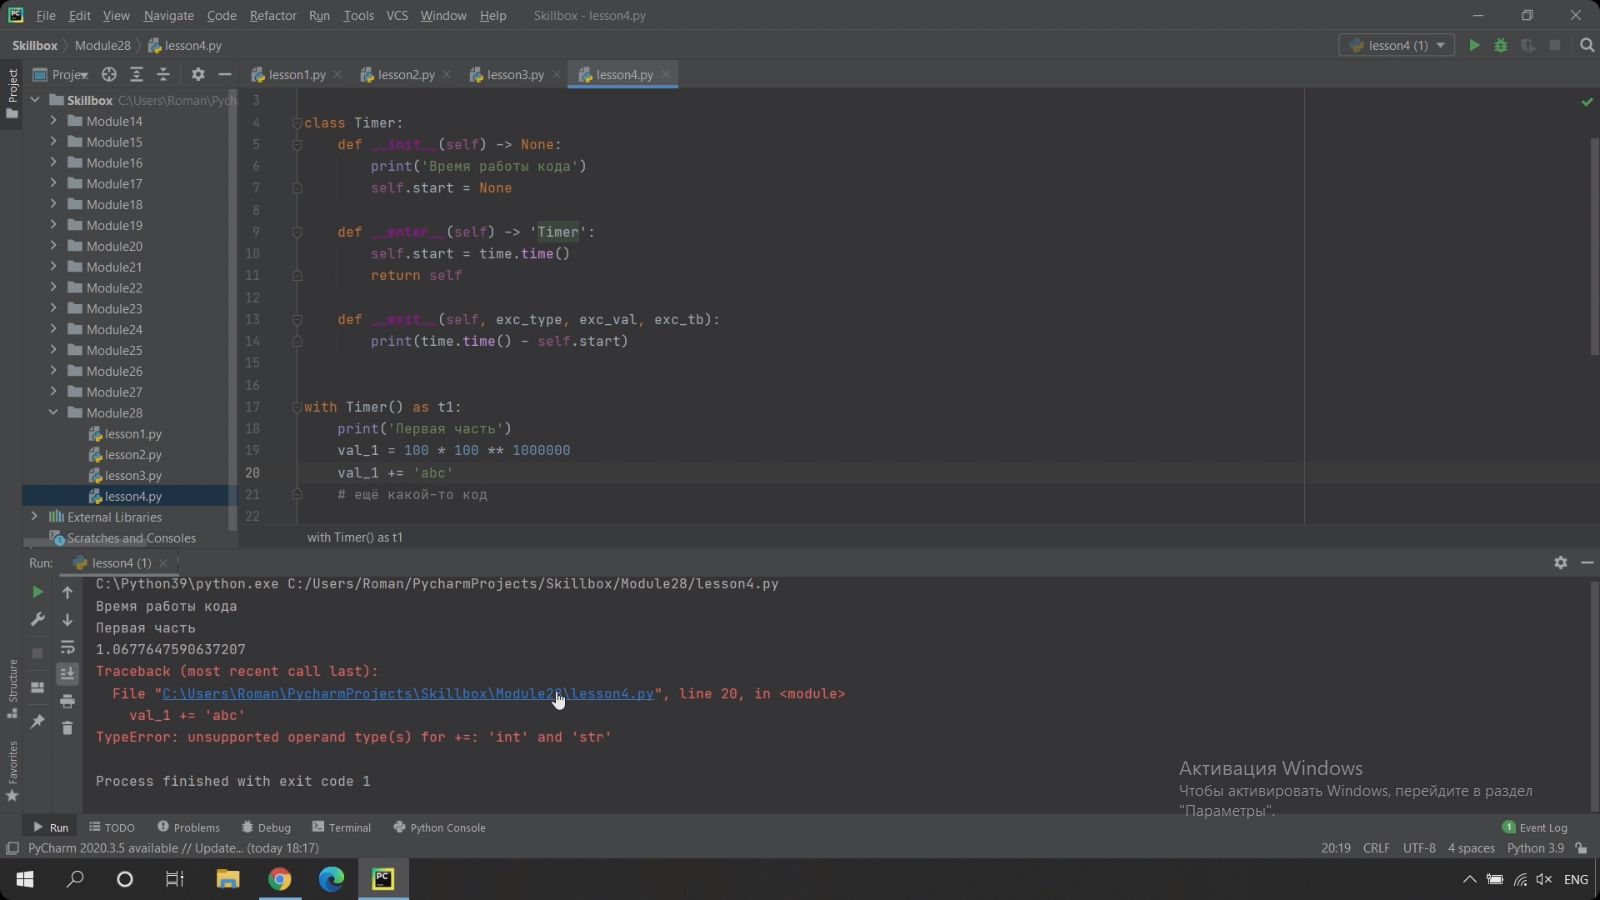 File Edit View Navigate Code Refactor Run Tools VCS Window Help Skillbox - lesson4.py
Skillbox Module28 lesson4.py lesson4 (1)
Project Proje lesson1.py lesson2.py lesson3.py lesson4.py
Skillbox C:\Users\Roman\Pych
Module14
Module15
Module16
Module17
Module18
Module19
Module20
Module21
Module22
Module23
Module24
Module25
Module26
Module27
Module28
lesson1.py
lesson2.py
lesson3.py
lesson4.py
External Libraries
Scratches and Consoles
3
4 class Timer:
5 def __init__(self) -> None:
6 print('Время работы кода')
7 self.start = None
8
9 def __enter__(self) -> 'Timer':
10 self.start = time.time()
11 return self
12
13 def __exit__(self, exc_type, exc_val, exc_tb):
14 print(time.time() - self.start)
15
16
17 with Timer() as t1:
18 print('Первая часть')
19 val_1 = 100 * 100 ** 1000000
20 val_1 += 'abc'
21 # ещё какой-то код
22
with Timer() as t1
Run: lesson4 (1)
C:\Python39\python.exe C:/Users/Roman/PycharmProjects/Skillbox/Module28/lesson4.py
Время работы кода
Первая часть
1.0677647590637207
Traceback (most recent call last):
File "C:\Users\Roman\PycharmProjects\Skillbox\Module28\lesson4.py", line 20, in <module>
val_1 += 'abc'
TypeError: unsupported operand type(s) for +=: 'int' and 'str'
Process finished with exit code 1
Structure
Favorites
Активация Windows
Чтобы активировать Windows, перейдите в раздел
"Параметры".
Run TODO Problems Debug Terminal Python Console 1 Event Log
PyCharm 2020.3.5 available // Update... (today 18:17) 20:19 CRLF UTF-8 4 spaces Python 3.9
PC ENG